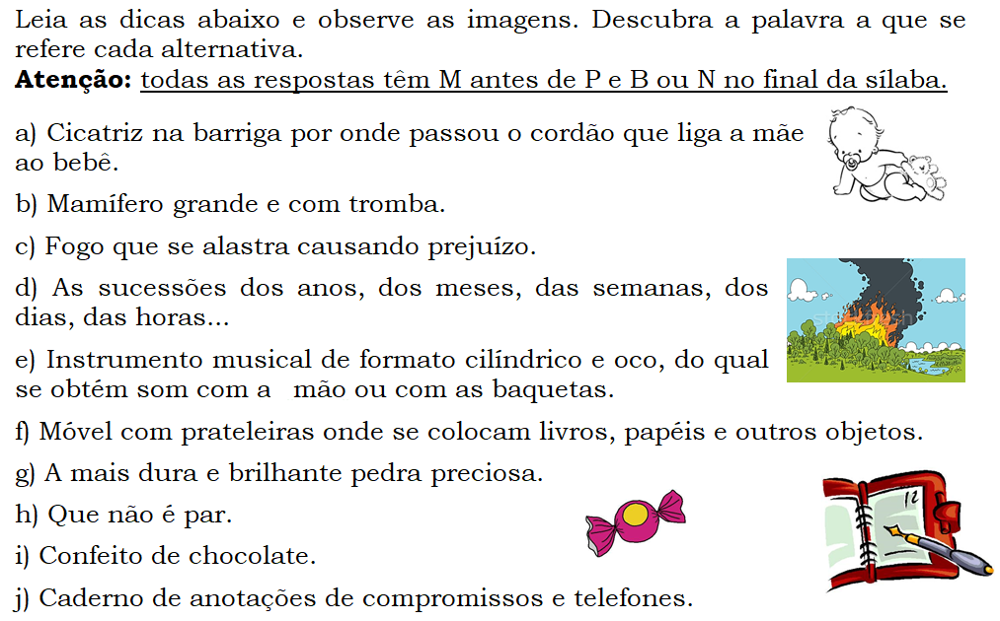 Leia as dicas abaixo e observe as imagens. Descubra a palavra a que se
refere cada alternativa.
Atenção: todas as respostas têm M antes de P e B ou N no final da sílaba.
a) Cicatriz na barriga por onde passou o cordão que liga a mãe
ao bebê.
b) Mamífero grande e com tromba.
c) Fogo que se alastra causando prejuízo.
d) As sucessões dos anos, dos meses, das semanas, dos
dias, das horas...
e) Instrumento musical de formato cilíndrico e oco, do qual
se obtém som com a mão ou com as baquetas.
f) Móvel com prateleiras onde se colocam livros, papéis e outros objetos.
g) A mais dura e brilhante pedra preciosa.
h) Que não é par.
i) Confeito de chocolate.
j) Caderno de anotações de compromissos e telefones.
12